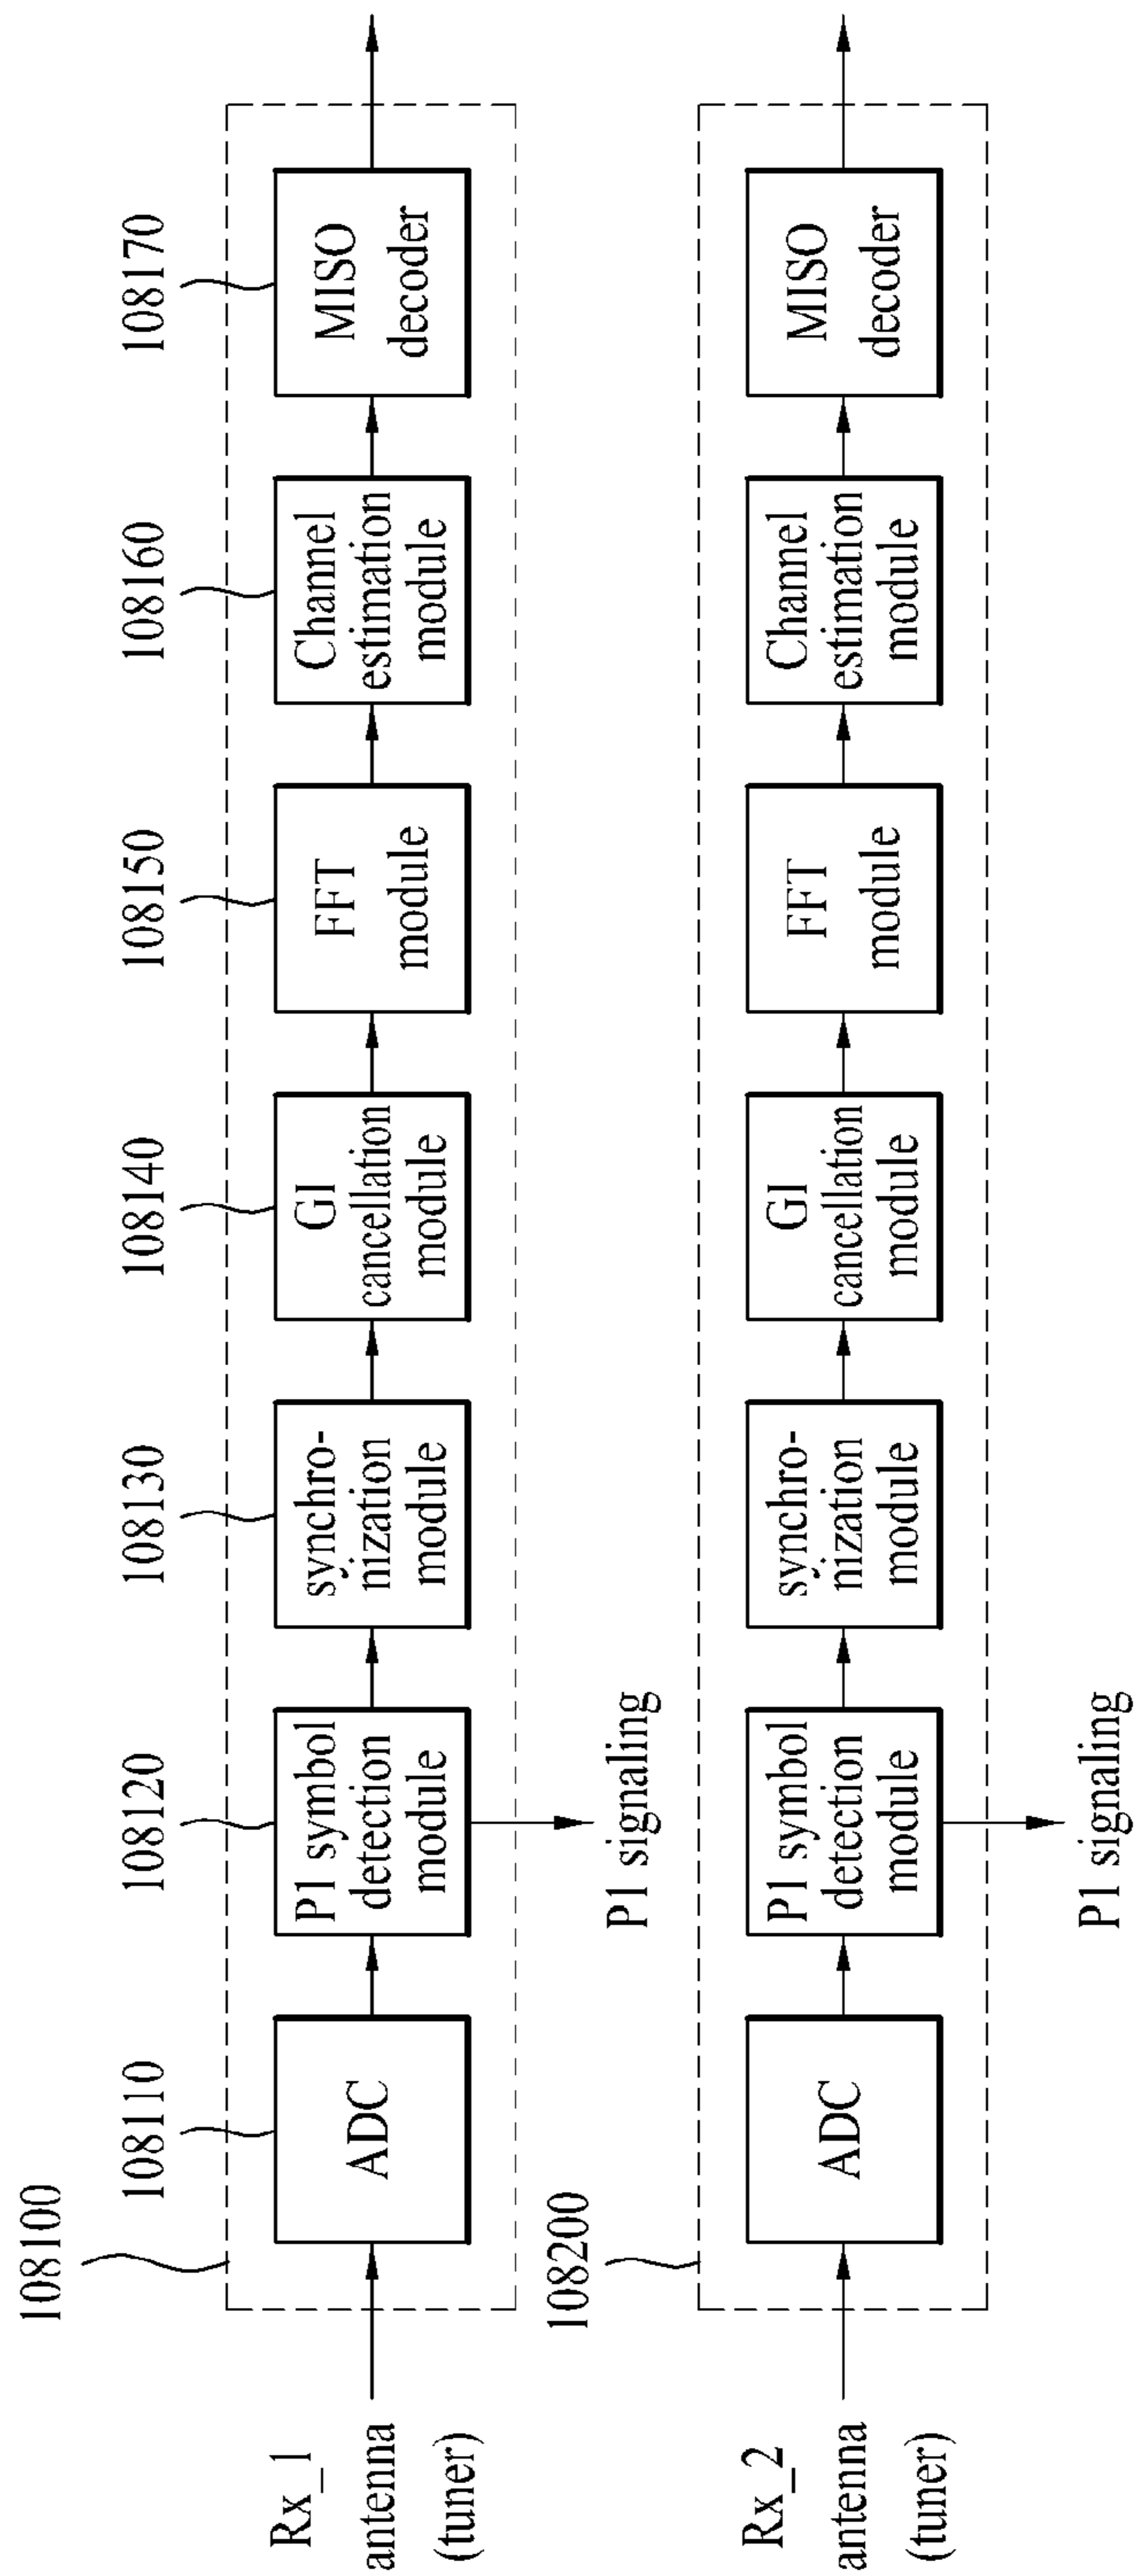 108100
108110
108120
108130
108140
108150
108160
108170
Rx_1
antenna
(tuner)
ADC
P1 symbol
detection
module
synchro-
nization
module
GI
cancellation
module
FFT
module
Channel
estimation
module
MISO
decoder
P1 signaling
108200
Rx_2
antenna
(tuner)
ADC
P1 symbol
detection
module
synchro-
nization
module
GI
cancellation
module
FFT
module
Channel
estimation
module
MISO
decoder
P1 signaling